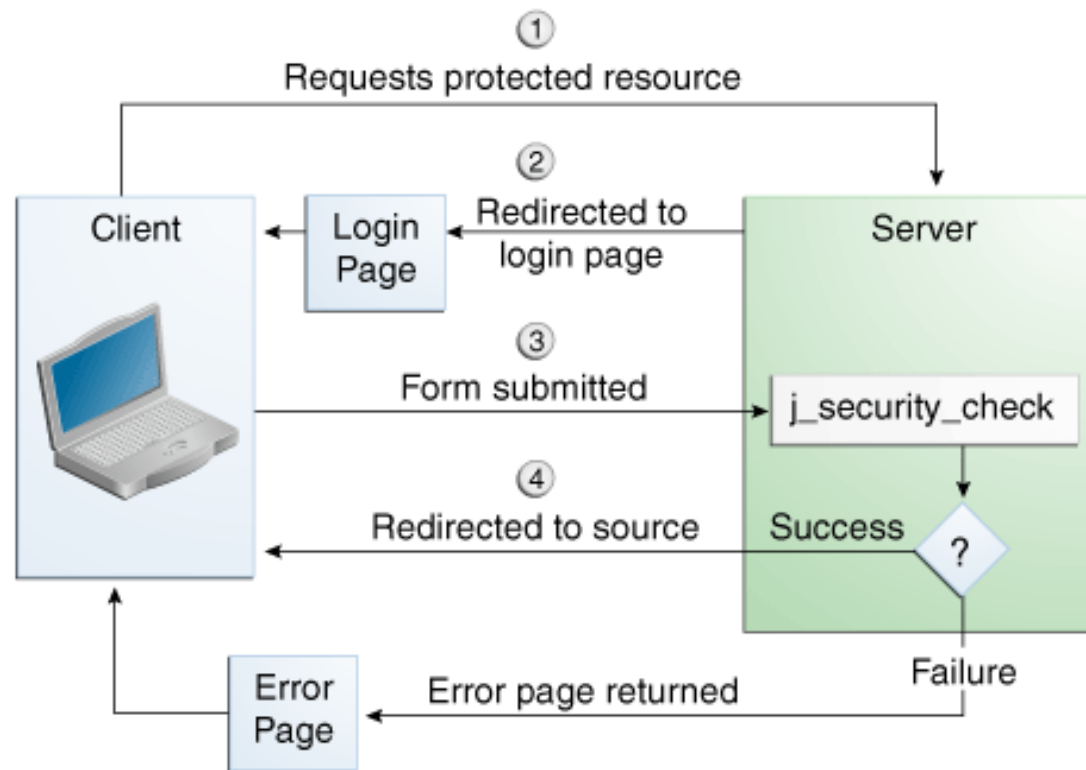 1
Requests protected resource
2
Client
Login
Page
Redirected to
login page
Server
3
Form submitted
j_security_check
4
Redirected to source
Success
?
Failure
Error
Page
Error page returned